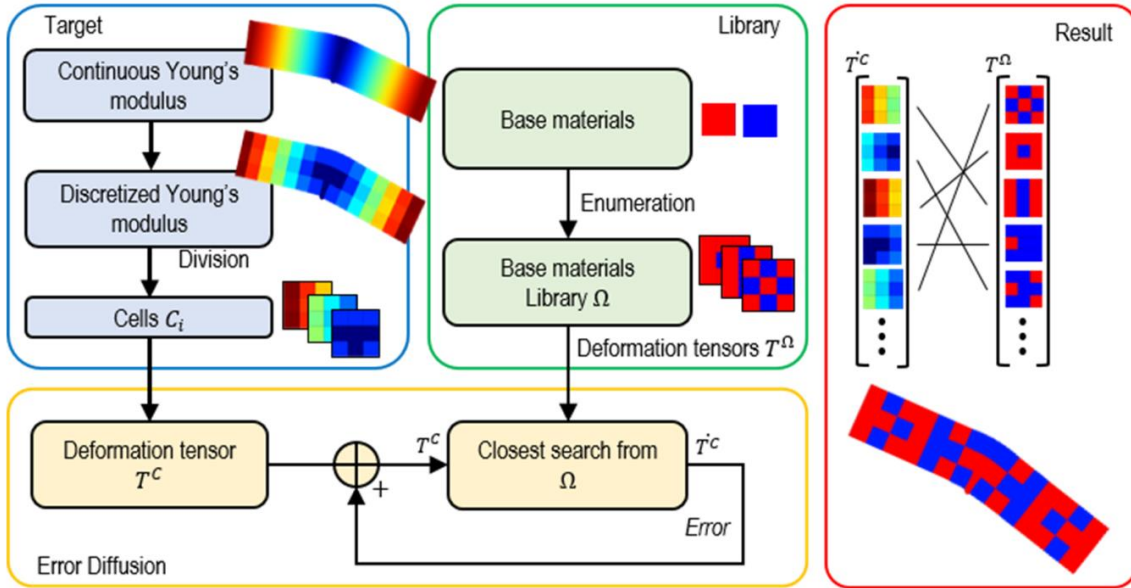 Target
Continuous Young's
modulus
Discretized Young's
modulus
Division
Cells Cᵢ
Library
Base materials
Enumeration
Base materials
Library Ω
Deformation tensors T^Ω
Deformation tensor
T^C
+
T^C
Closest search from
Ω
Ṫ^C
Error
Error Diffusion
Result
Ṫ^C
T^Ω